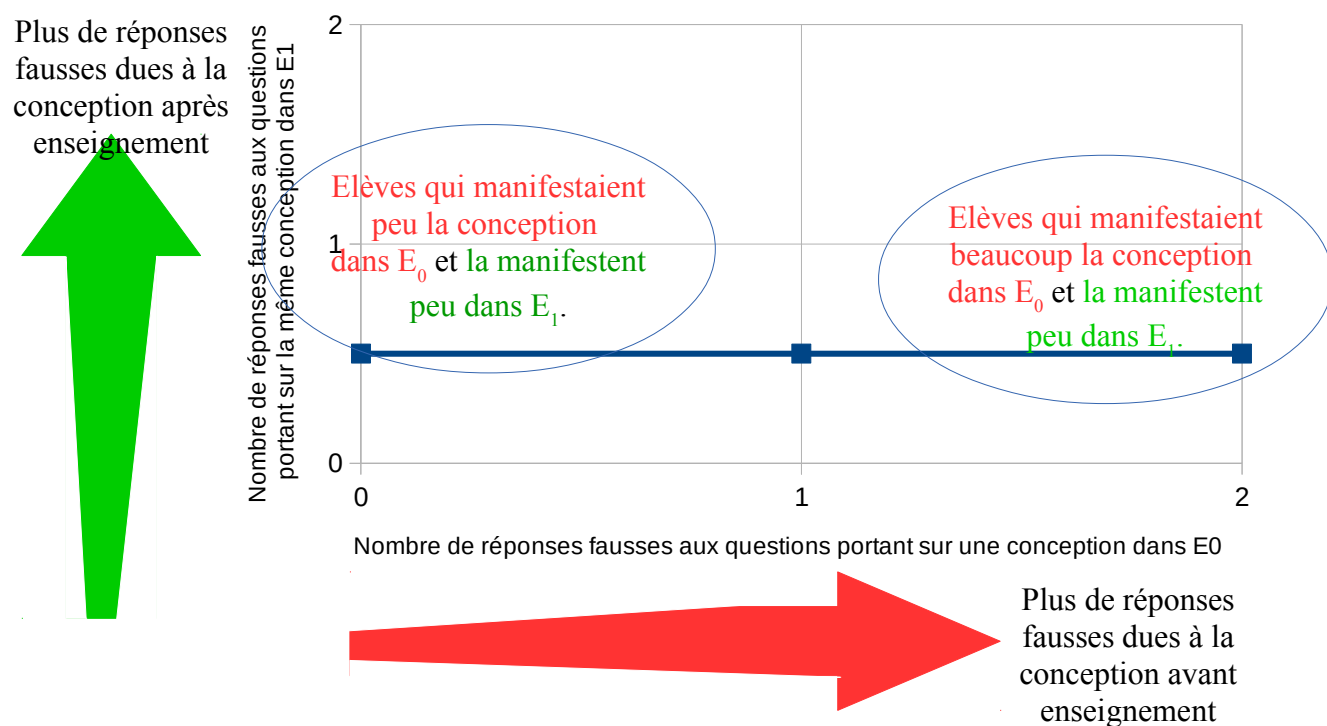 Plus de réponses
fausses dues à la
conception après
enseignement
Nombre de réponses fausses aux questions
portant sur la même conception dans E1
2
1
0
Elèves qui manifestaient
peu la conception
dans E₀ et la manifestent
peu dans E₁.
Elèves qui manifestaient
beaucoup la conception
dans E₀ et la manifestent
peu dans E₁.
0
1
2
Nombre de réponses fausses aux questions portant sur une conception dans E0
Plus de réponses
fausses dues à la
conception avant
enseignement